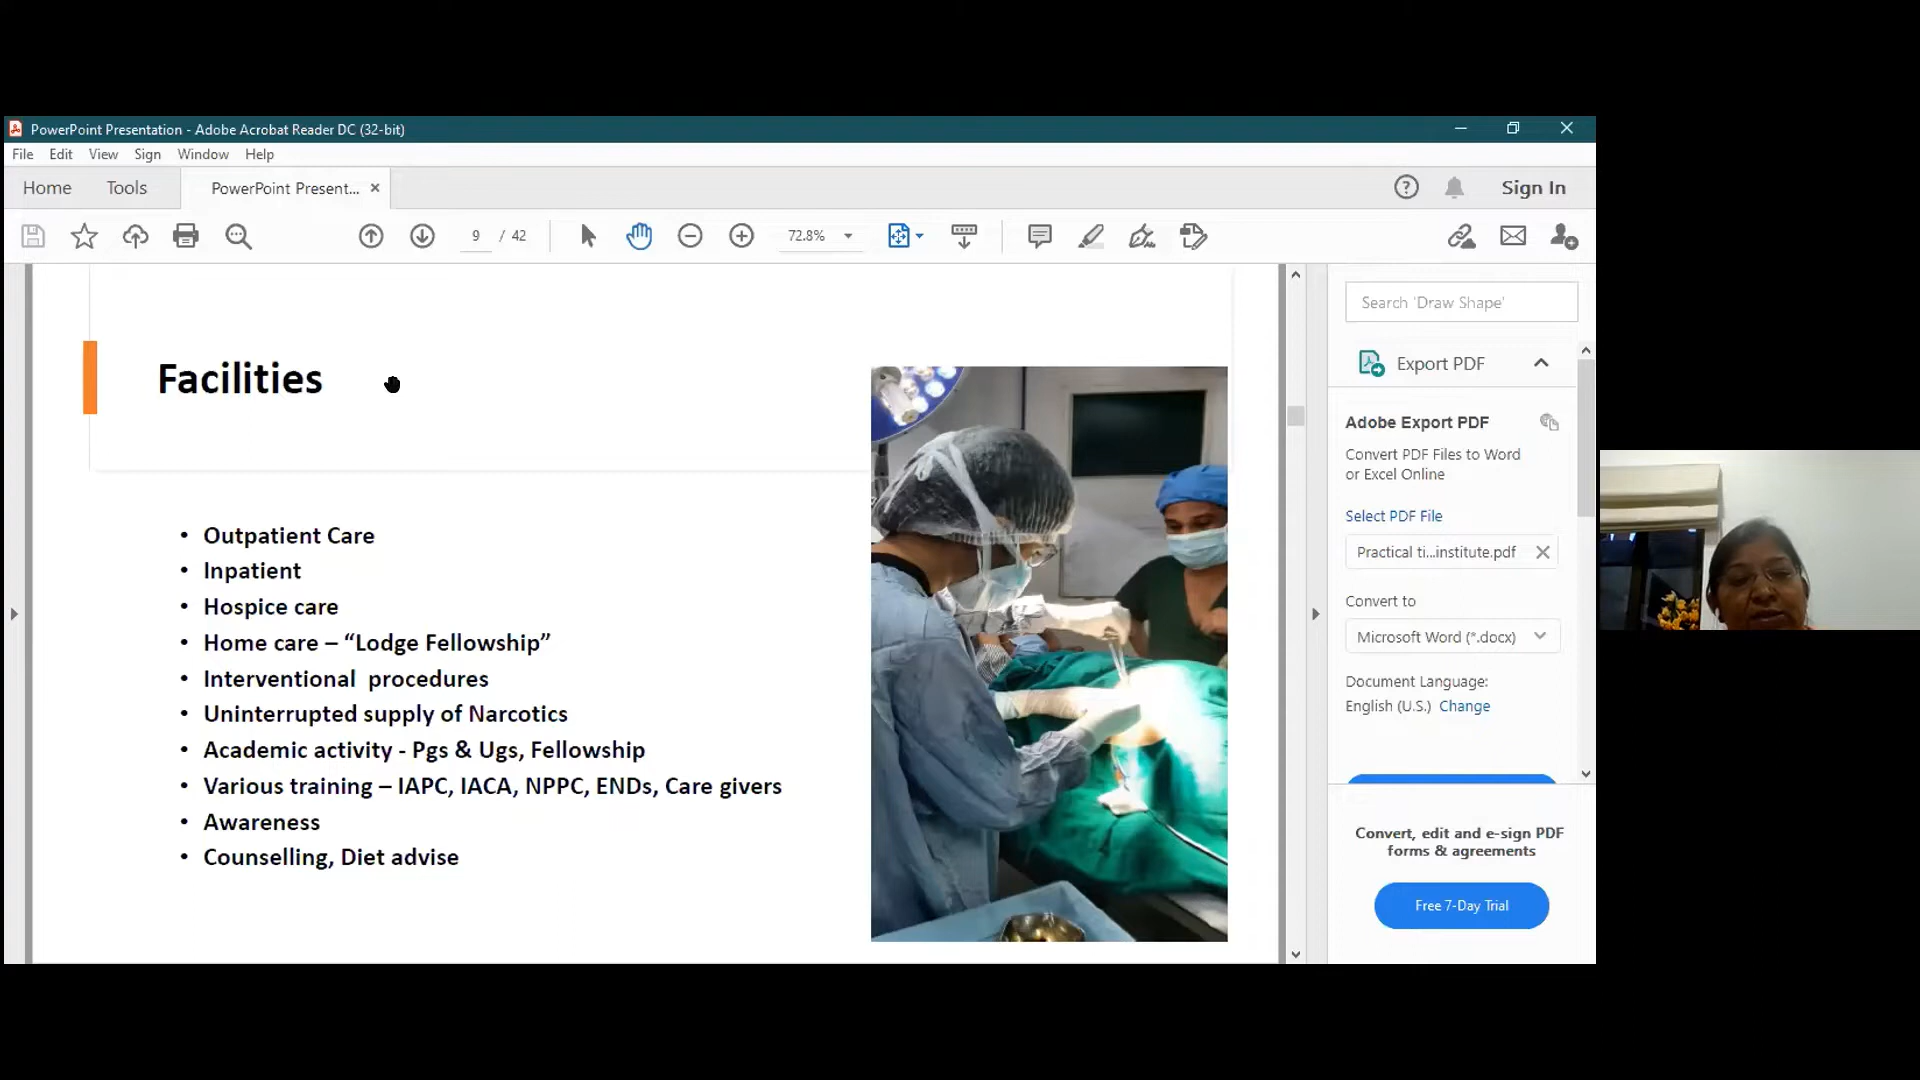 PowerPoint Presentation - Adobe Acrobat Reader DC (32-bit)
File Edit View Sign Window Help
Home Tools PowerPoint Present... Sign In
9 / 42 72.8%
Search 'Draw Shape'
Export PDF
Adobe Export PDF
Convert PDF Files to Word
or Excel Online
Select PDF File
Practical ti...institute.pdf
Convert to
Microsoft Word (*.docx)
Document Language:
English (U.S.) Change
Convert, edit and e-sign PDF
forms & agreements
Free 7-Day Trial
Facilities
• Outpatient Care
• Inpatient
• Hospice care
• Home care – “Lodge Fellowship”
• Interventional procedures
• Uninterrupted supply of Narcotics
• Academic activity - Pgs & Ugs, Fellowship
• Various training – IAPC, IACA, NPPC, ENDs, Care givers
• Awareness
• Counselling, Diet advise